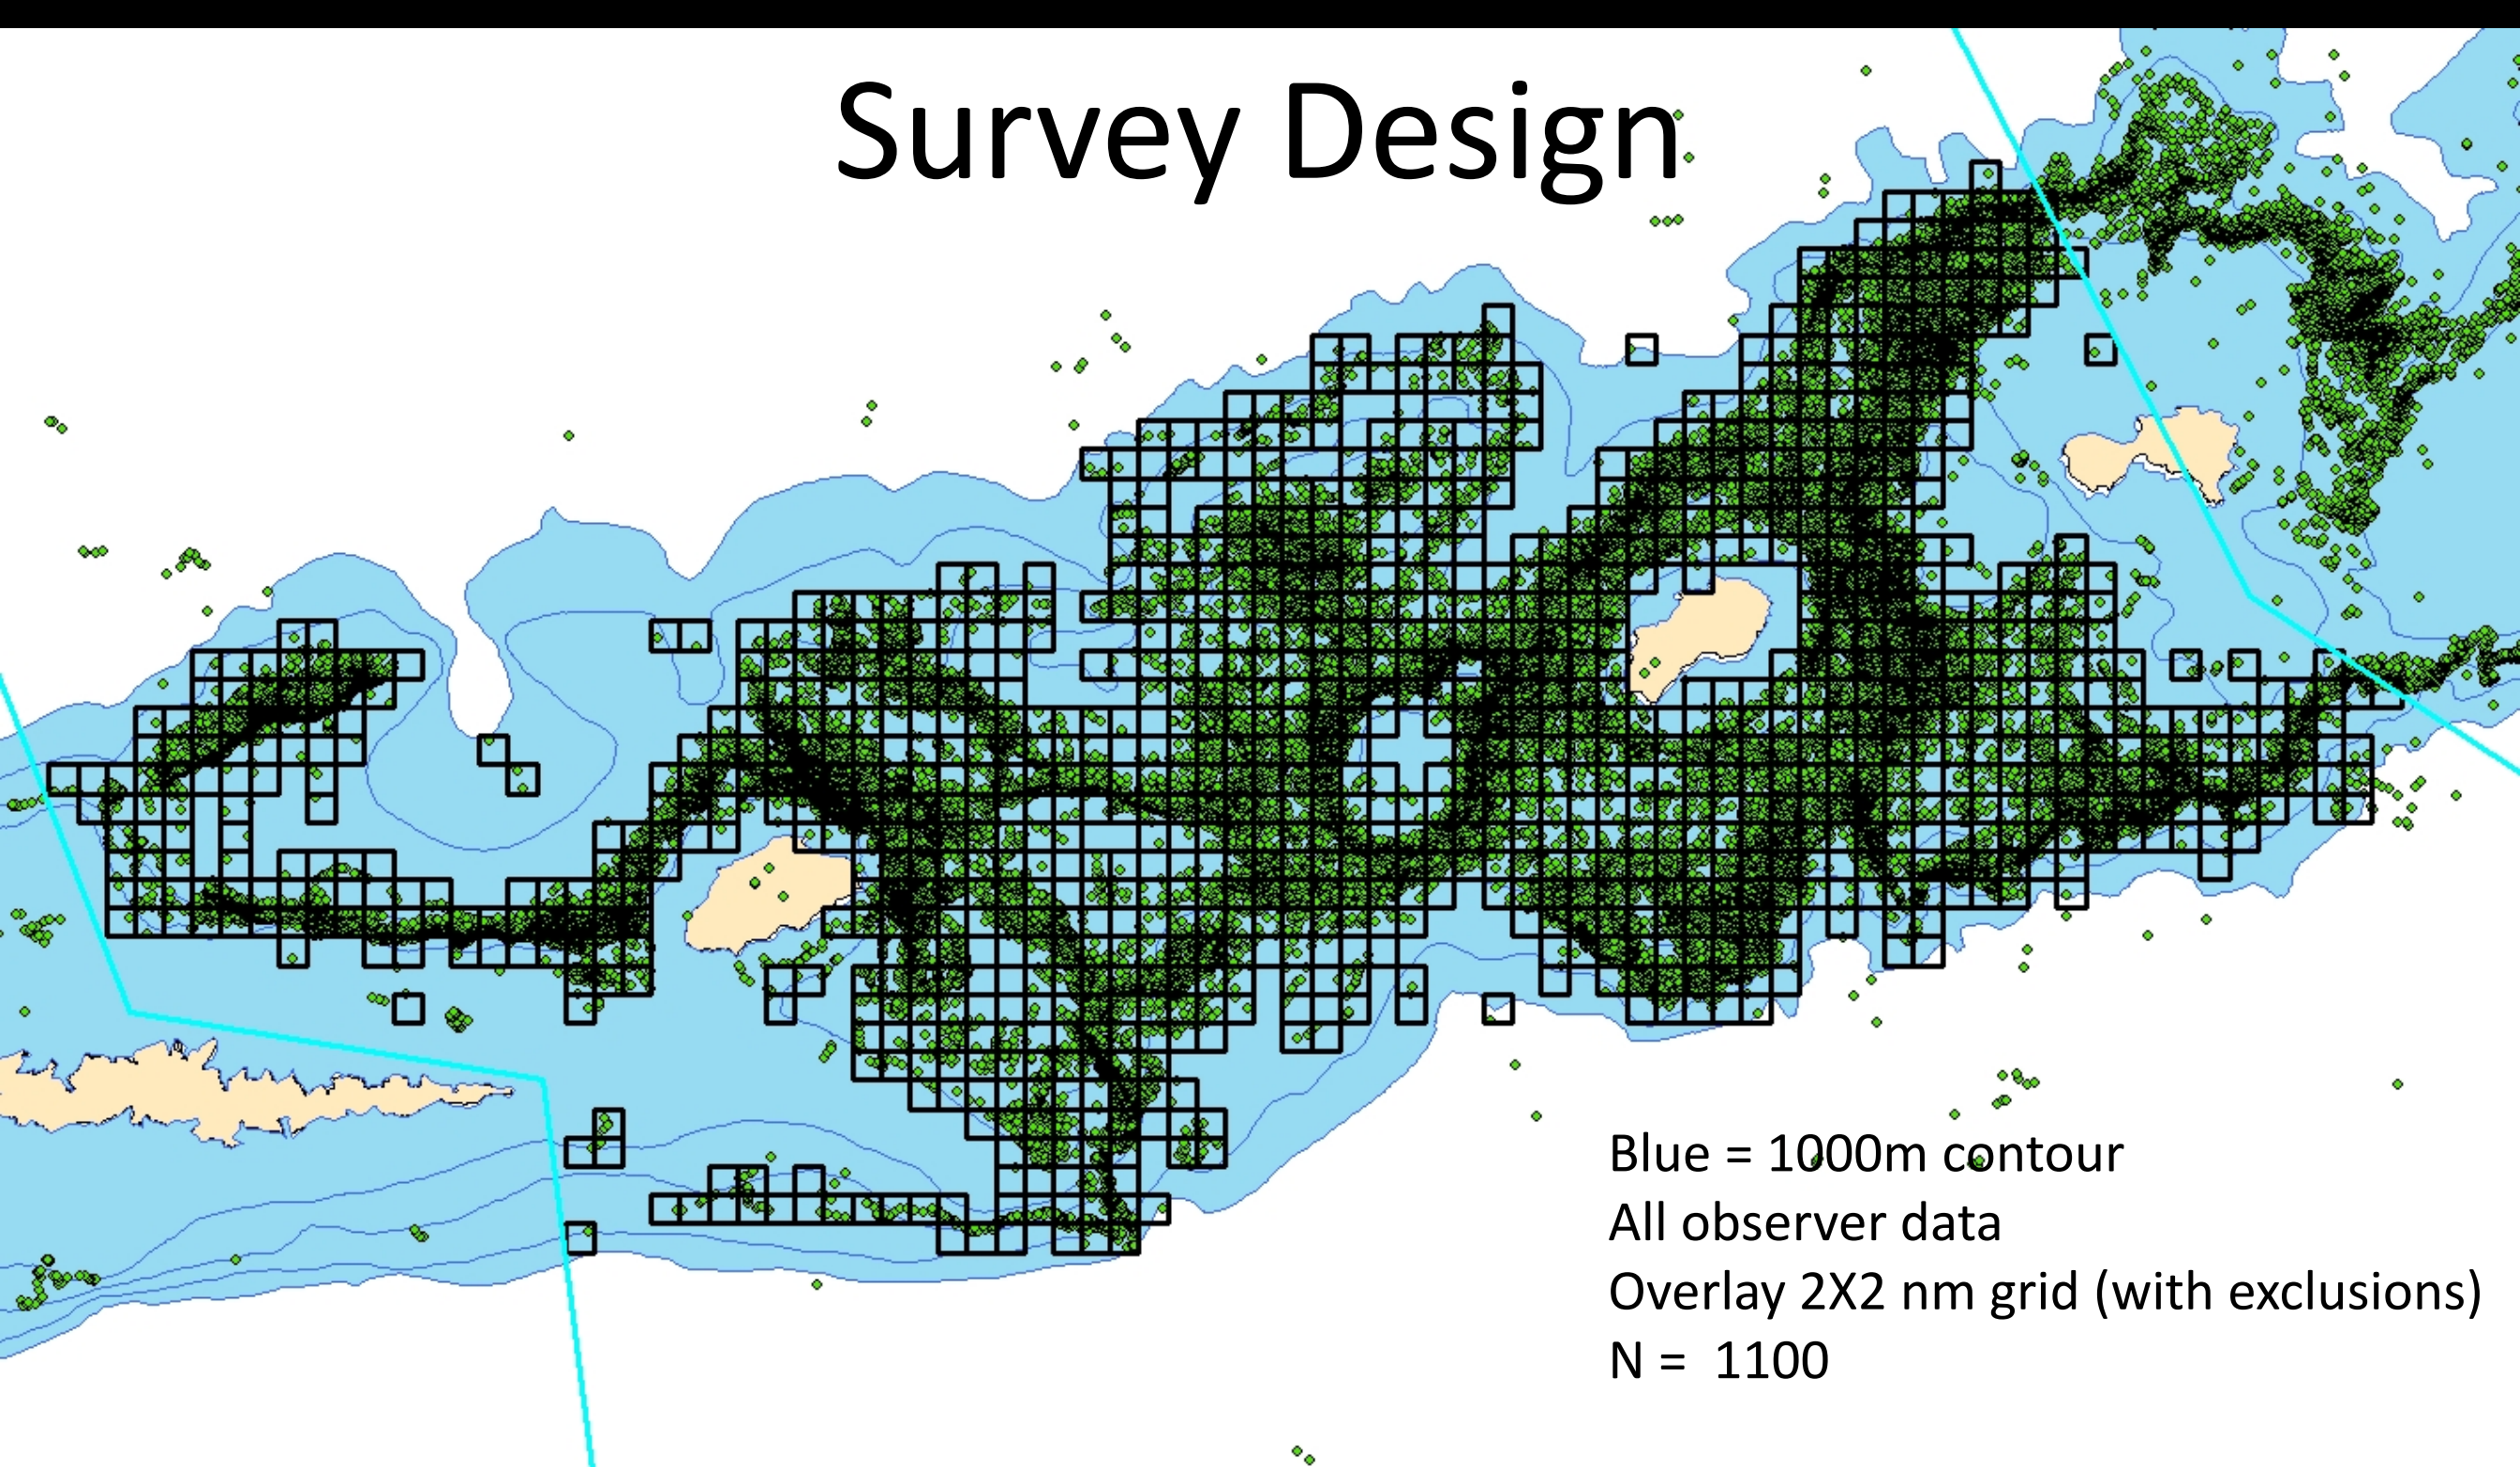 Survey Design
Blue = 1000m contour
All observer data
Overlay 2X2 nm grid (with exclusions)
N = 1100